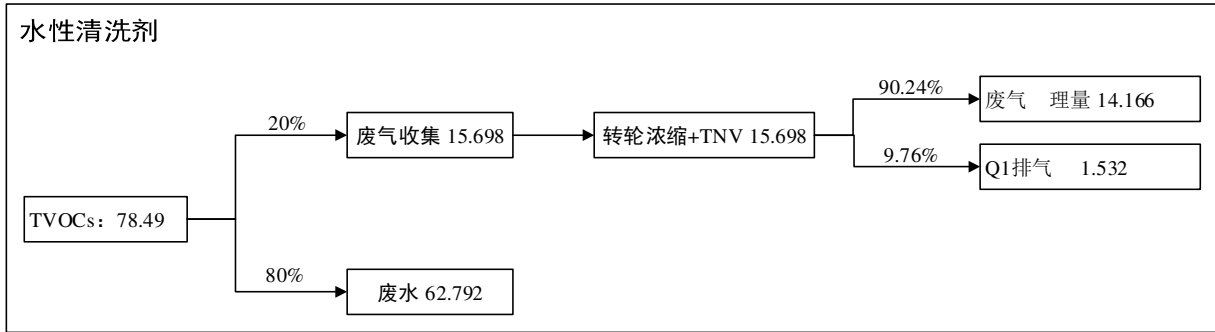 水性清洗剂
90.24%
废气 理量 14.166
20%
废气收集 15.698
转轮浓缩+TNV 15.698
9.76%
Q1排气 1.532
TVOCs：78.49
80%
废水 62.792